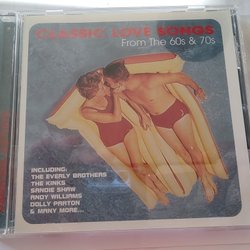 CLASSIC LOVE SONGS
From The 60s & 70s
INCLUDING:
THE EVERLY BROTHERS
THE KINKS
SANDIE SHAW
ANDY WILLIAMS
DOLLY PARTON
& MANY MORE...